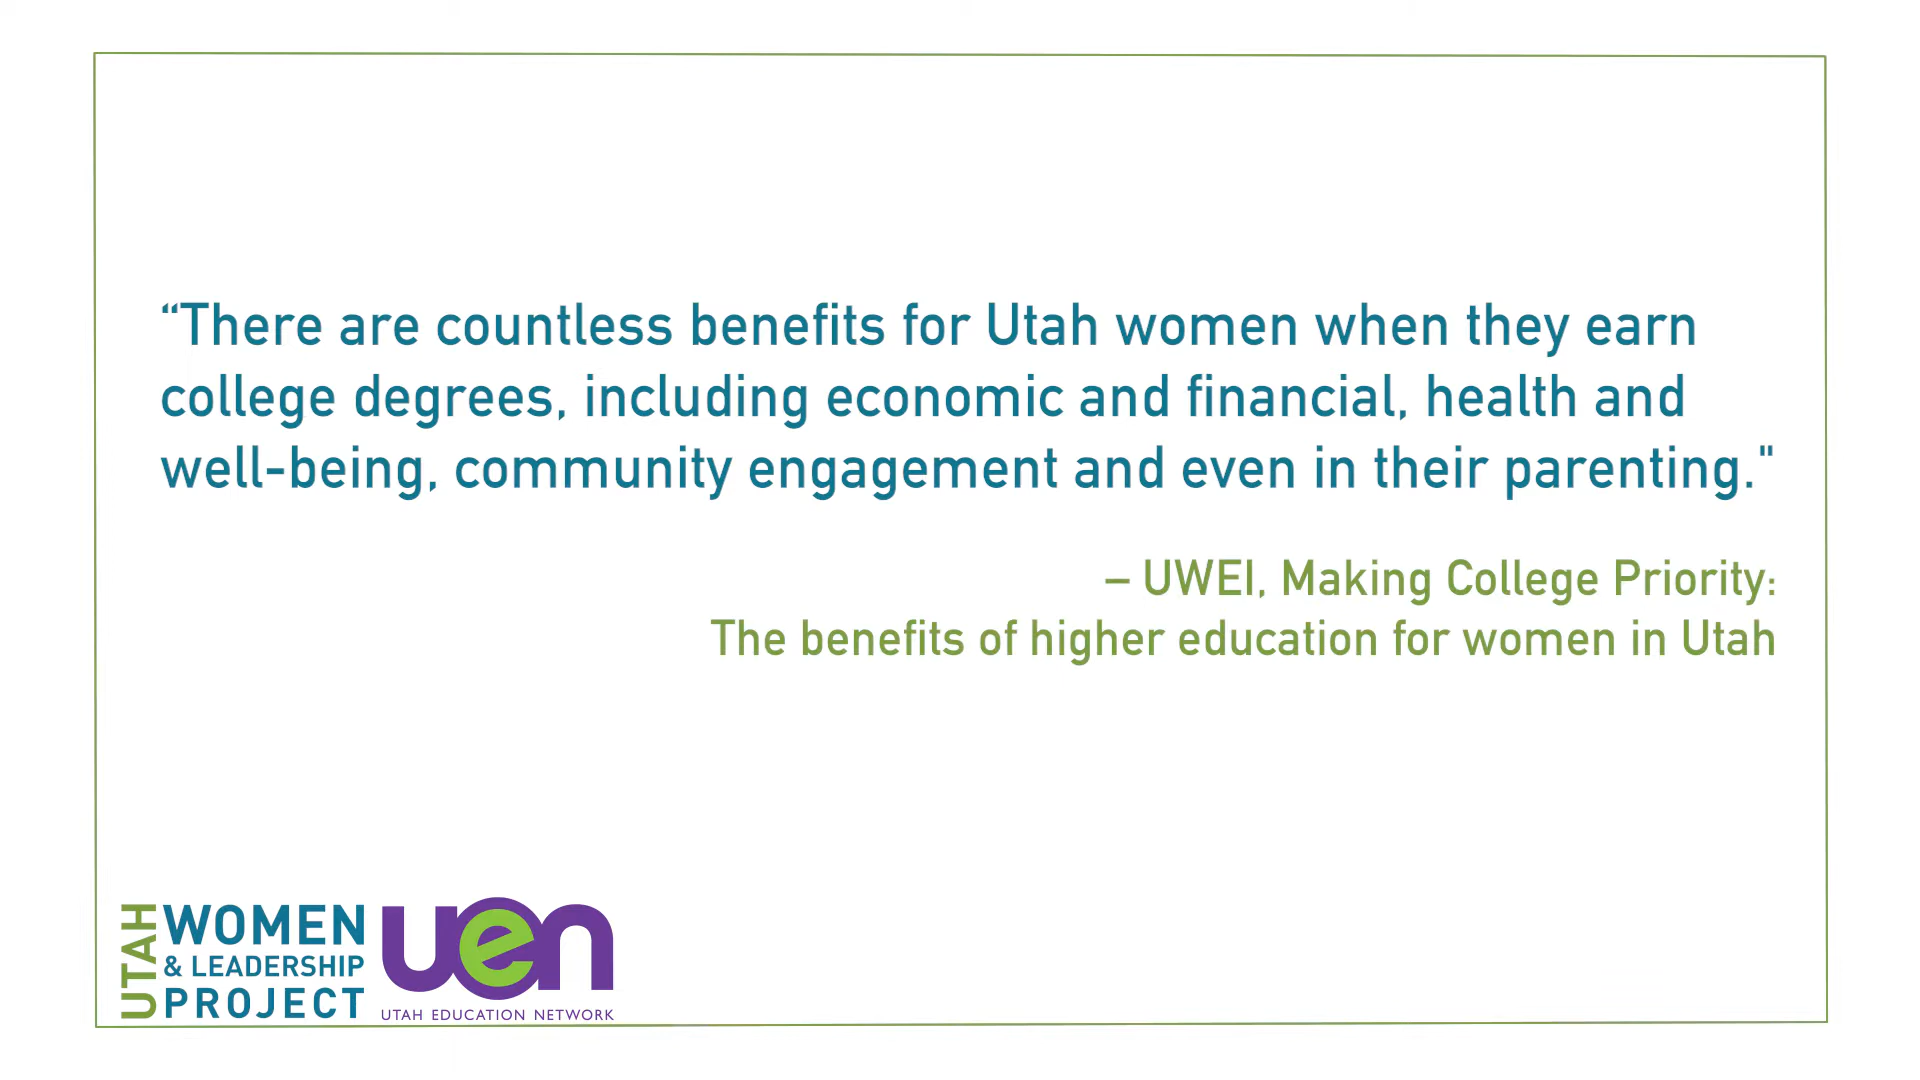 “There are countless benefits for Utah women when they earn
college degrees, including economic and financial, health and
well-being, community engagement and even in their parenting."
– UWEI, Making College Priority:
The benefits of higher education for women in Utah
UTAH
WOMEN
& LEADERSHIP
PROJECT
uen
UTAH EDUCATION NETWORK